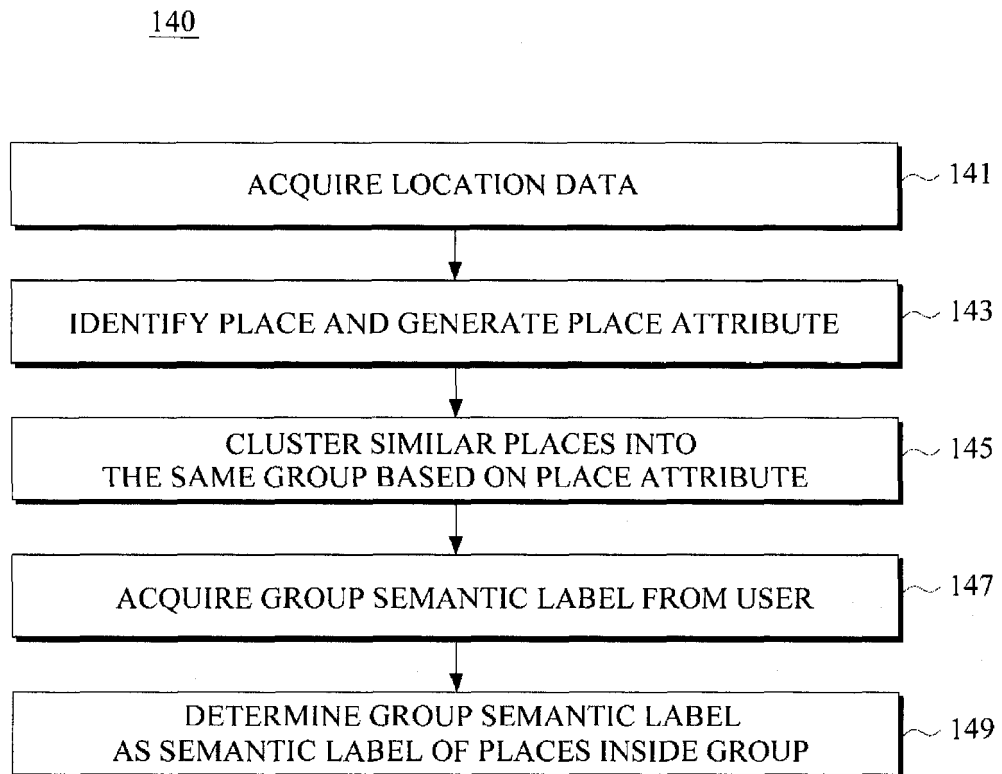 140
ACQUIRE LOCATION DATA
141
IDENTIFY PLACE AND GENERATE PLACE ATTRIBUTE
143
CLUSTER SIMILAR PLACES INTO
THE SAME GROUP BASED ON PLACE ATTRIBUTE
145
ACQUIRE GROUP SEMANTIC LABEL FROM USER
147
DETERMINE GROUP SEMANTIC LABEL
AS SEMANTIC LABEL OF PLACES INSIDE GROUP
149